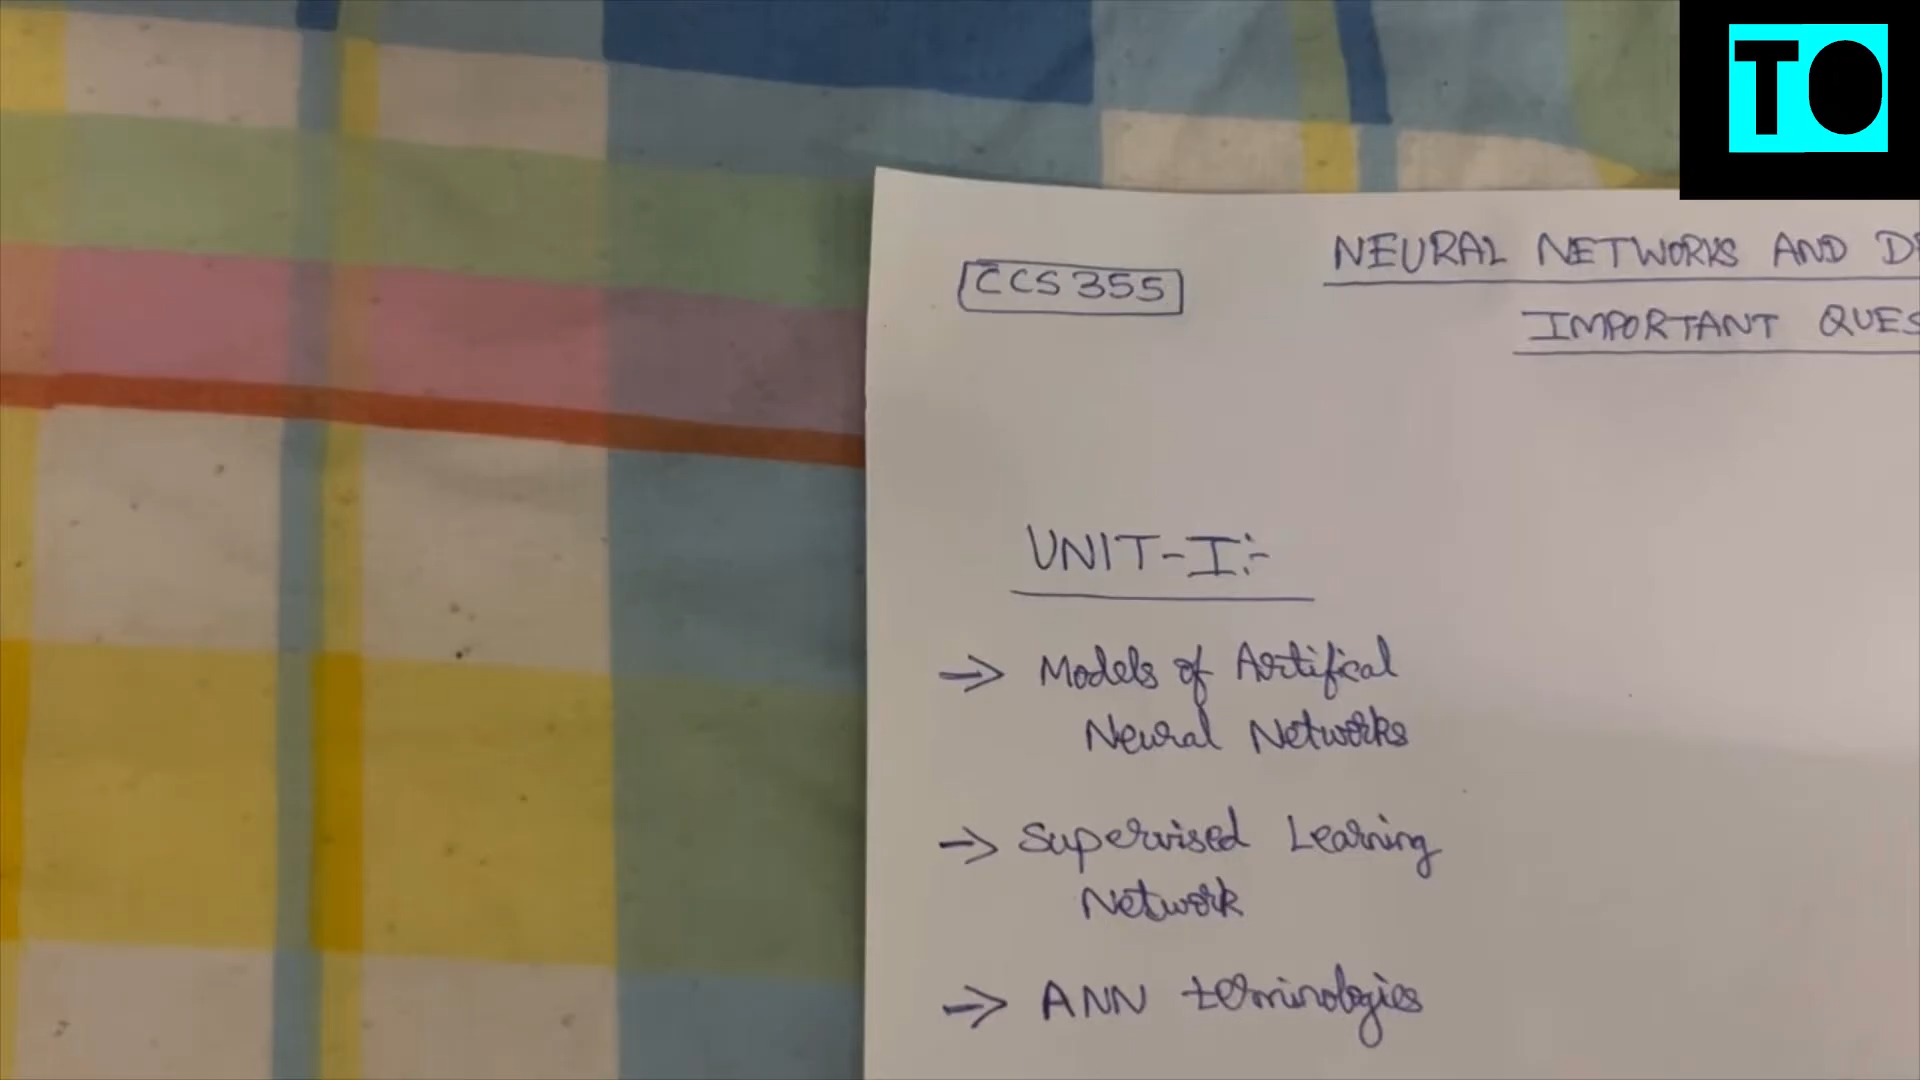 TO
CCS 355
NEURAL NETWORKS AND
IMPORTANT
UNIT-I:-
→ Models of Artifical
Neural Networks
→ Supervised Learning
Network
→ ANN terminologies